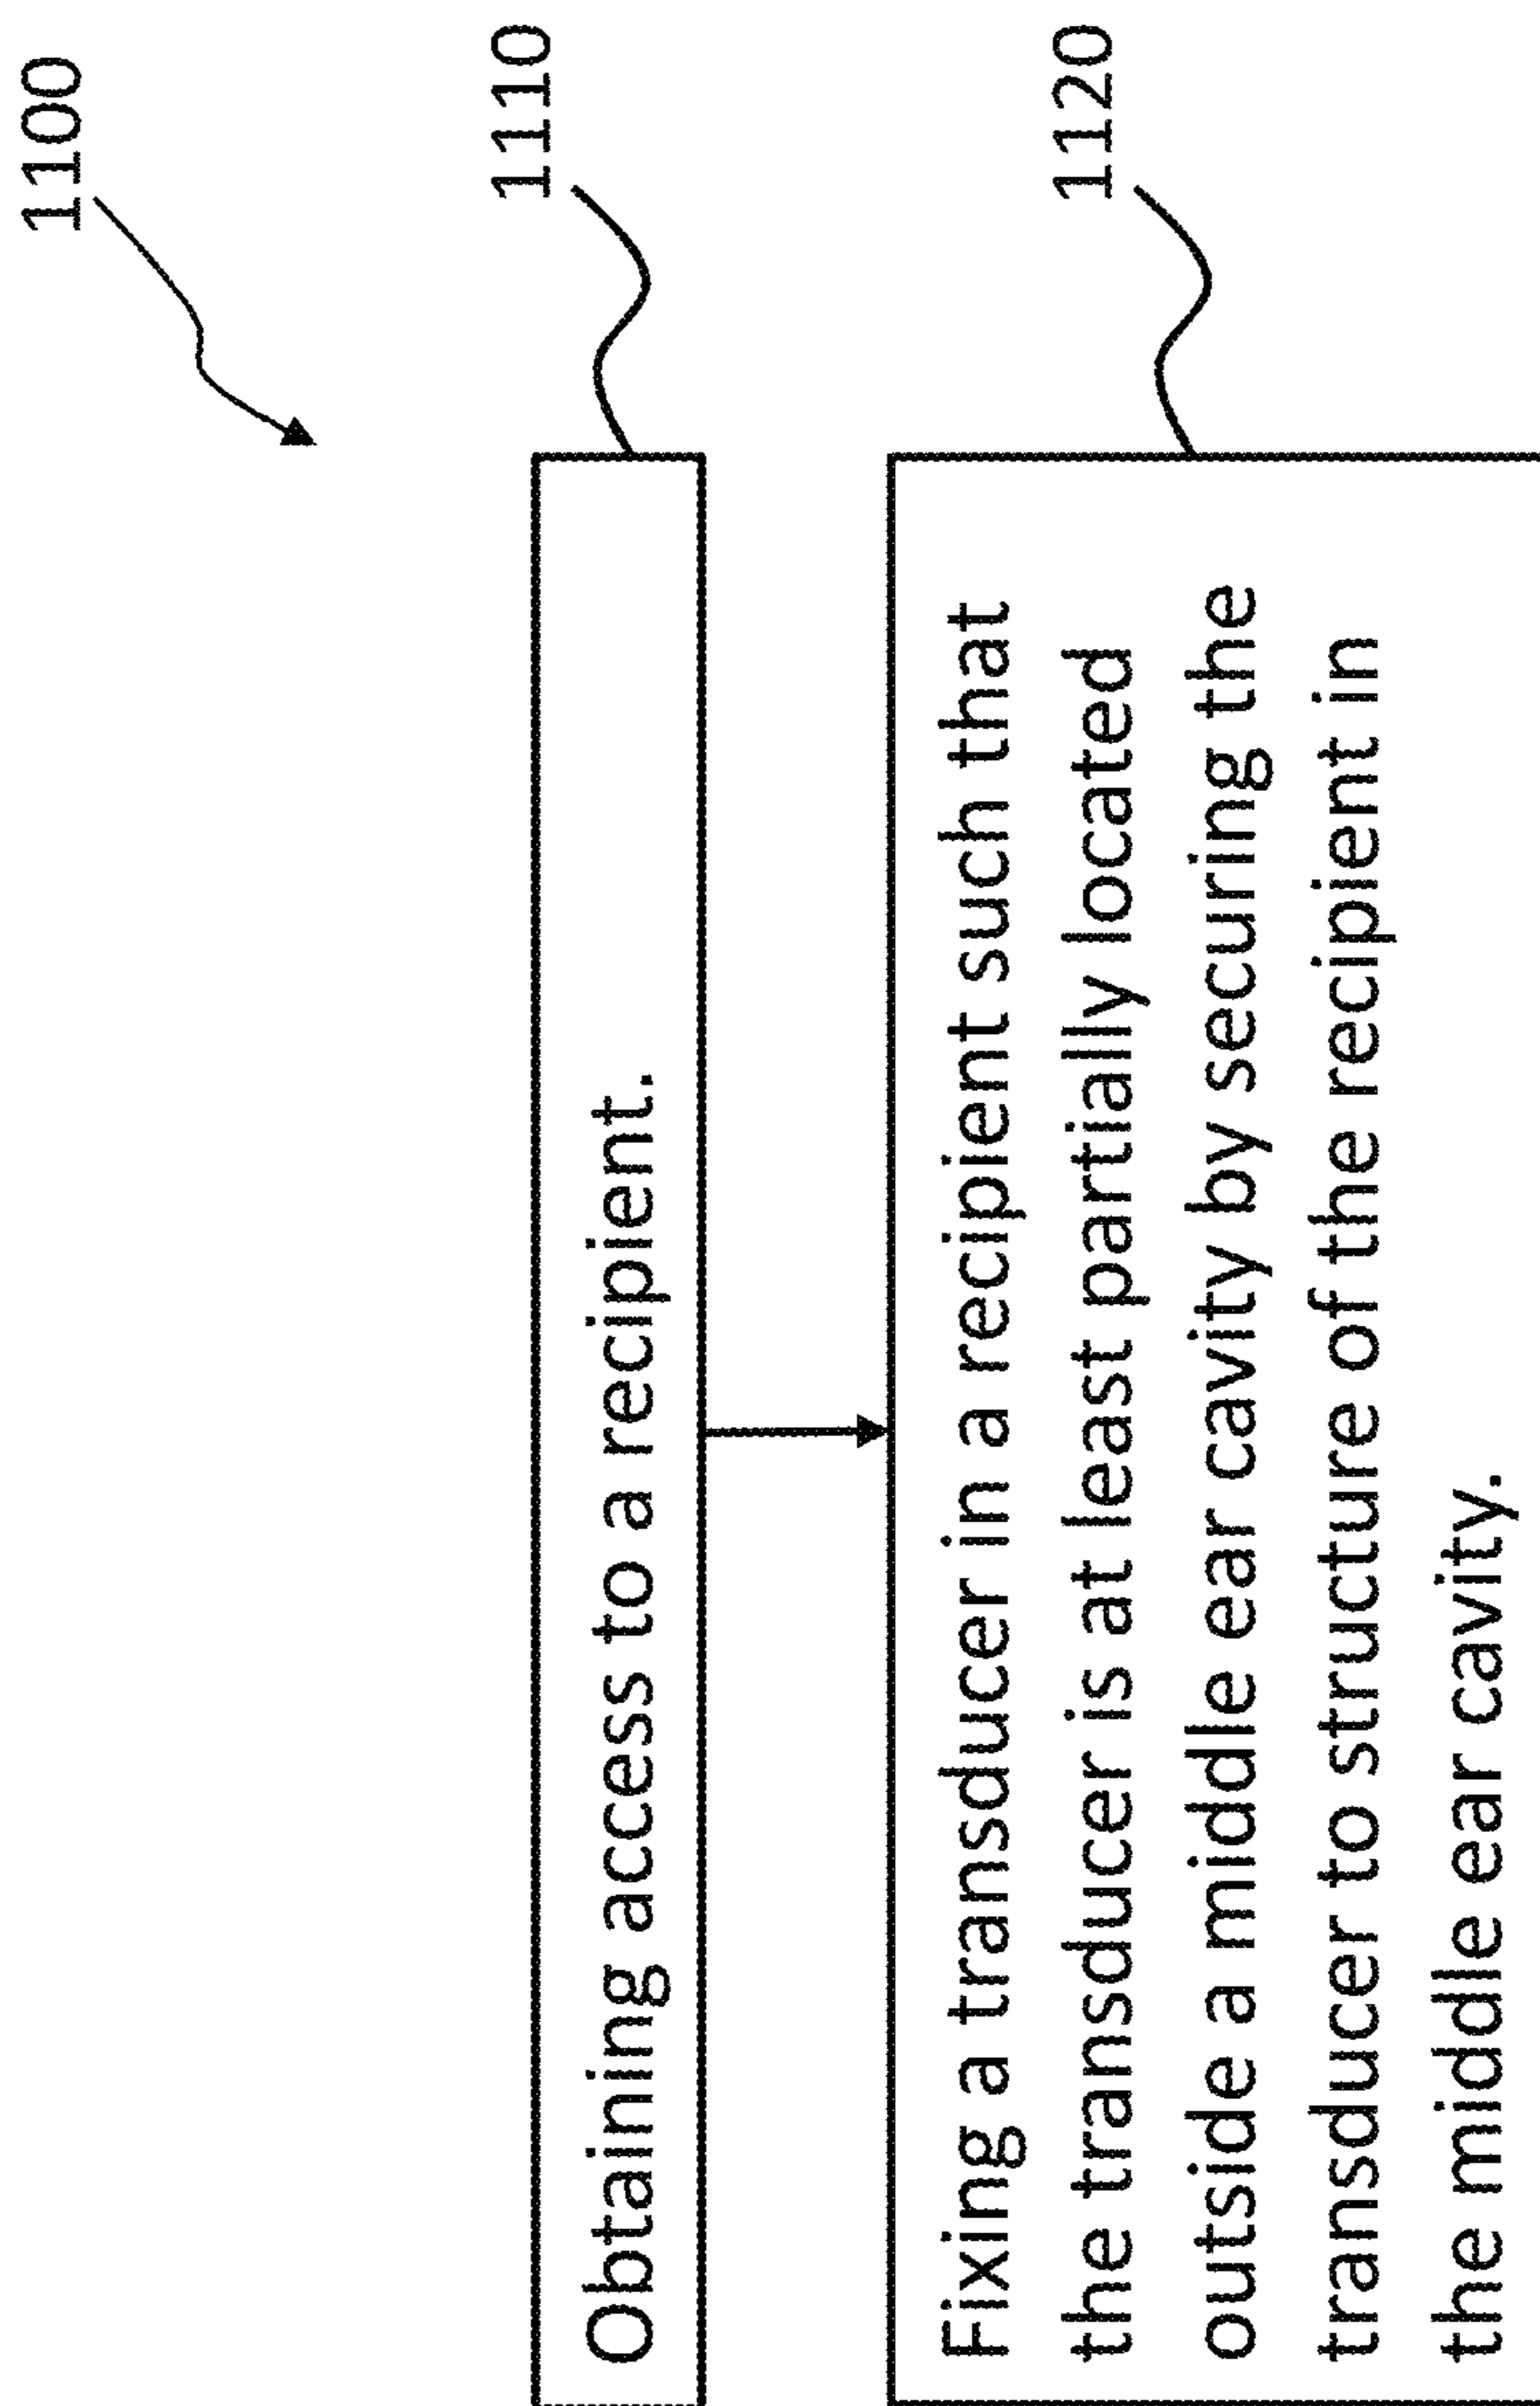 1100
1110
Obtaining access to a recipient.
1120
Fixing a transducer in a recipient such that
the transducer is at least partially located
outside a middle ear cavity by securing the
transducer to structure of the recipient in
the middle ear cavity.